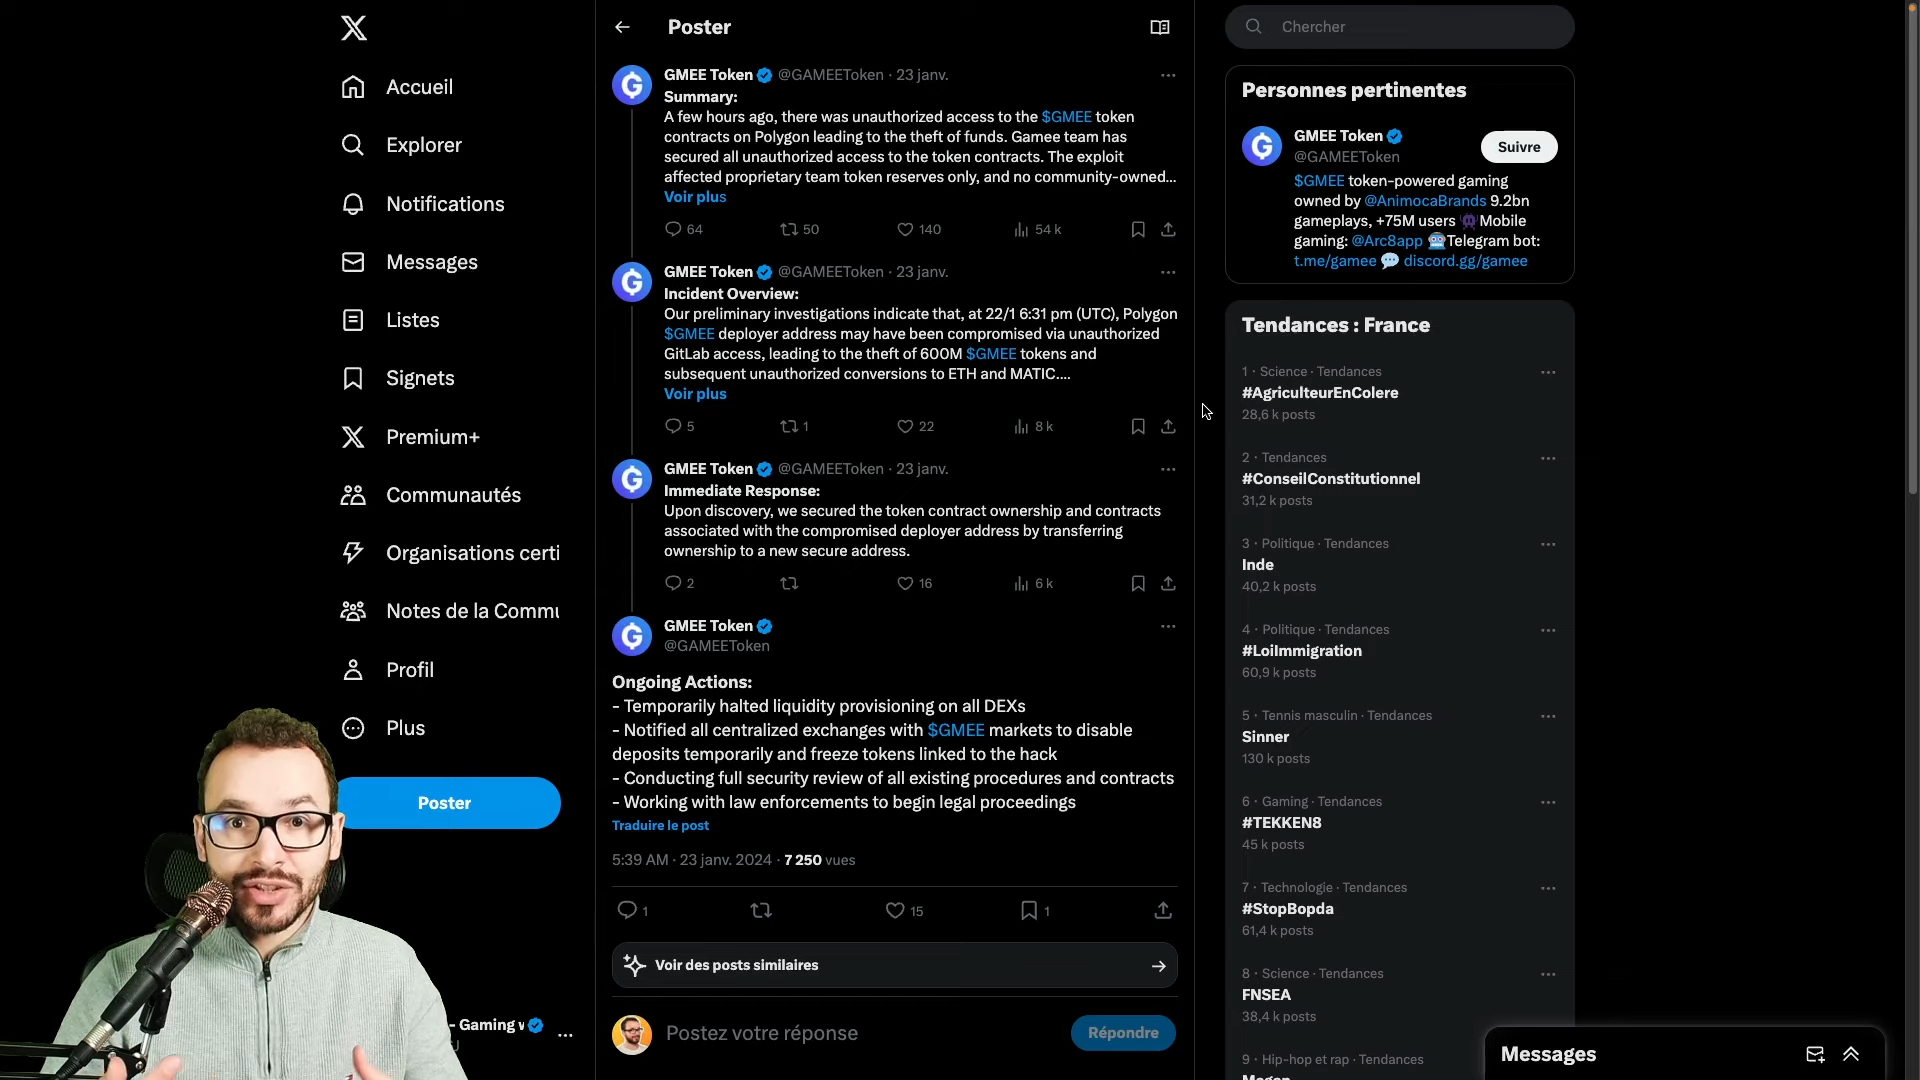 Accueil
Explorer
Notifications
Messages
Listes
Signets
Premium+
Communautés
Organisations certi
Notes de la Commu
Profil
Plus
Poster
- Gaming
Poster
GMEE Token @GAMEEToken · 23 janv.
Summary:
A few hours ago, there was unauthorized access to the $GMEE token
contracts on Polygon leading to the theft of funds. Gamee team has
secured all unauthorized access to the token contracts. The exploit
affected proprietary team token reserves only, and no community-owned...
Voir plus
64 50 140 54 k
GMEE Token @GAMEEToken · 23 janv.
Incident Overview:
Our preliminary investigations indicate that, at 22/1 6:31 pm (UTC), Polygon
$GMEE deployer address may have been compromised via unauthorized
GitLab access, leading to the theft of 600M $GMEE tokens and
subsequent unauthorized conversions to ETH and MATIC....
Voir plus
5 1 22 8 k
GMEE Token @GAMEEToken · 23 janv.
Immediate Response:
Upon discovery, we secured the token contract ownership and contracts
associated with the compromised deployer address by transferring
ownership to a new secure address.
2 16 6 k
GMEE Token
@GAMEEToken
Ongoing Actions:
- Temporarily halted liquidity provisioning on all DEXs
- Notified all centralized exchanges with $GMEE markets to disable
deposits temporarily and freeze tokens linked to the hack
- Conducting full security review of all existing procedures and contracts
- Working with law enforcements to begin legal proceedings
Traduire le post
5:39 AM · 23 janv. 2024 · 7 250 vues
1 15 1
Voir des posts similaires
Postez votre réponse
Répondre
Chercher
Personnes pertinentes
GMEE Token
@GAMEEToken
Suivre
$GMEE token-powered gaming
owned by @AnimocaBrands 9.2bn
gameplays, +75M users Mobile
gaming: @Arc8app Telegram bot:
t.me/gamee discord.gg/gamee
Tendances : France
1 · Science · Tendances
#AgriculteurEnColere
28,6 k posts
2 · Tendances
#ConseilConstitutionnel
31,2 k posts
3 · Politique · Tendances
Inde
40,2 k posts
4 · Politique · Tendances
#LoiImmigration
60,9 k posts
5 · Tennis masculin · Tendances
Sinner
130 k posts
6 · Gaming · Tendances
#TEKKEN8
45 k posts
7 · Technologie · Tendances
#StopBopda
61,4 k posts
8 · Science · Tendances
FNSEA
38,4 k posts
9 · Hip-hop et rap · Tendances
Messages